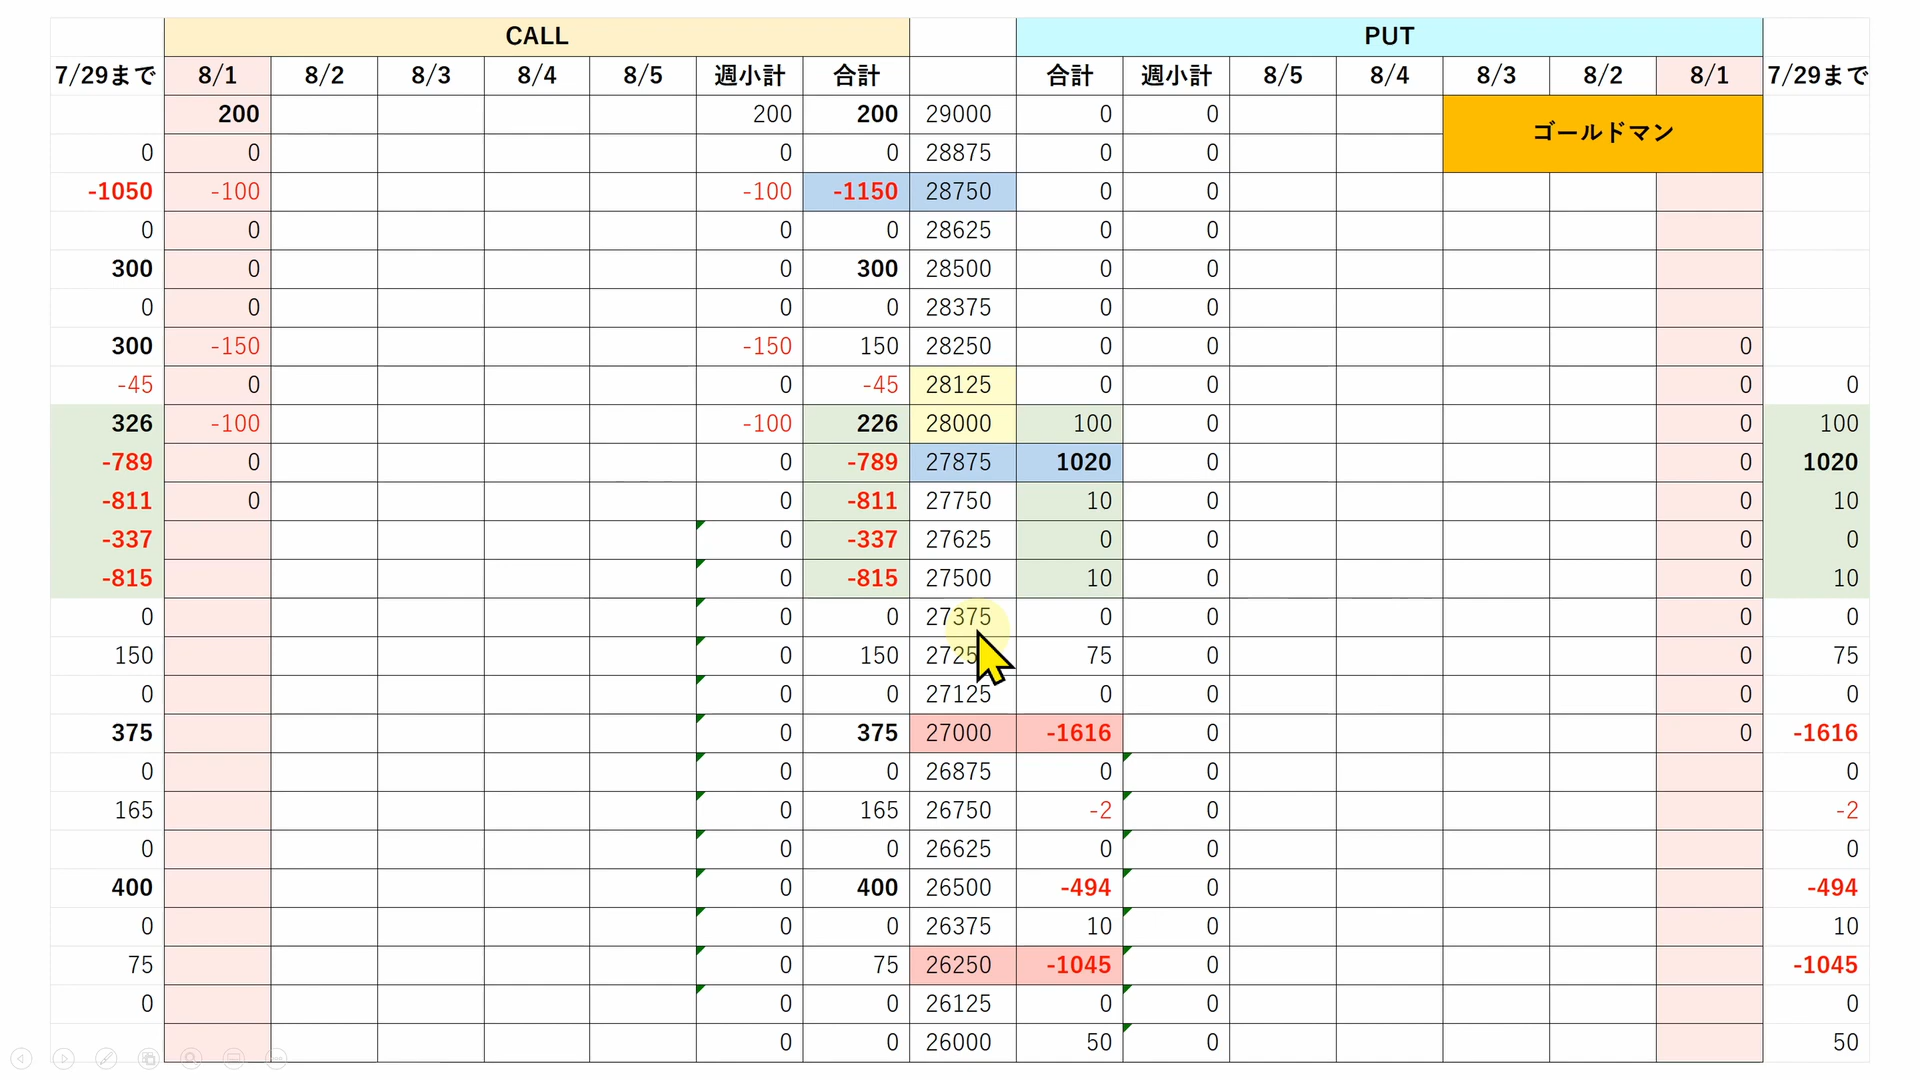 CALL PUT
7/29まで 8/1 8/2 8/3 8/4 8/5 週小計 合計 合計 週小計 8/5 8/4 8/3 8/2 8/1 7/29まで
200 200 200 29000 0 0 ゴールドマン
0 0 0 0 28875 0 0
-1050 -100 -100 -1150 28750 0 0
0 0 0 0 28625 0 0
300 0 0 300 28500 0 0
0 0 0 0 28375 0 0
300 -150 -150 150 28250 0 0 0
-45 0 0 -45 28125 0 0 0 0
326 -100 -100 226 28000 100 0 0 100
-789 0 0 -789 27875 1020 0 0 1020
-811 0 0 -811 27750 10 0 0 10
-337 0 -337 27625 0 0 0 0
-815 0 -815 27500 10 0 0 10
0 0 0 27375 0 0 0 0
150 0 150 2725 75 0 0 75
0 0 0 27125 0 0 0 0
375 0 375 27000 -1616 0 0 -1616
0 0 0 26875 0 0 0
165 0 165 26750 -2 0 -2
0 0 0 26625 0 0 0
400 0 400 26500 -494 0 -494
0 0 0 26375 10 0 10
75 0 75 26250 -1045 0 -1045
0 0 0 26125 0 0 0
0 0 26000 50 0 50